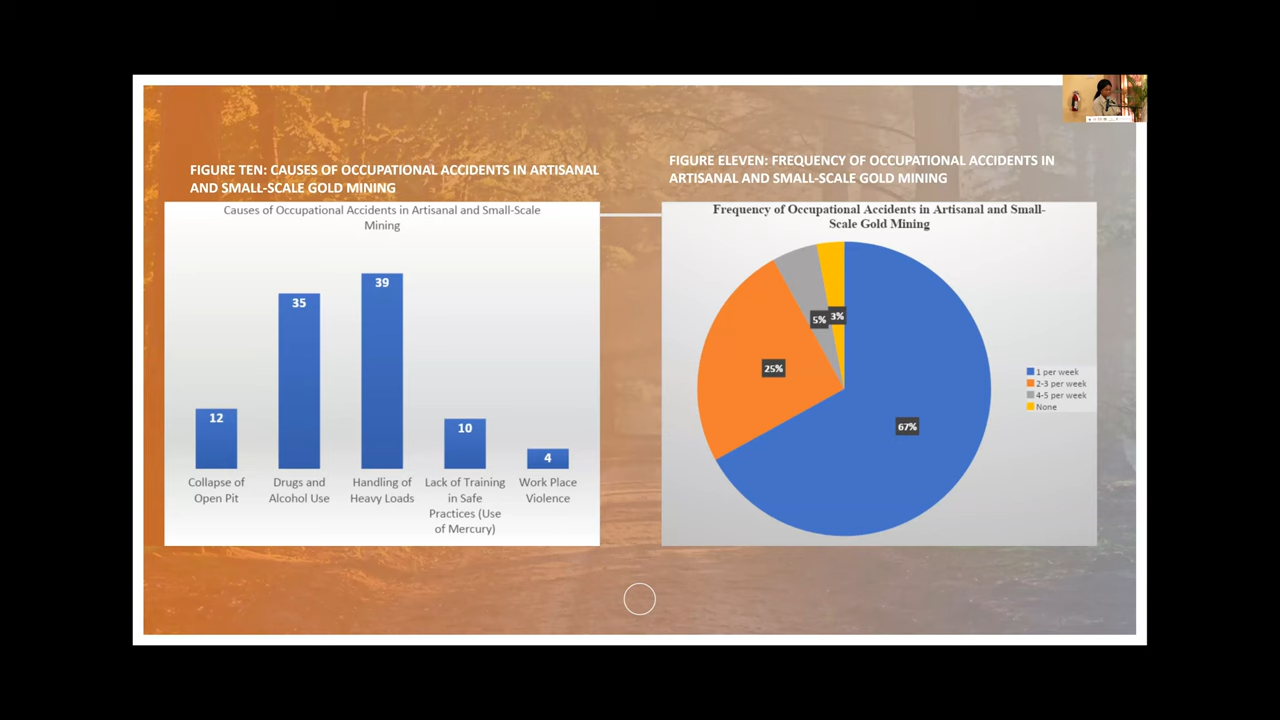 FIGURE TEN: CAUSES OF OCCUPATIONAL ACCIDENTS IN ARTISANAL
AND SMALL-SCALE GOLD MINING
Causes of Occupational Accidents in Artisanal and Small-Scale
Mining
12
35
39
10
4
Collapse of
Open Pit
Drugs and
Alcohol Use
Handling of
Heavy Loads
Lack of Training
in Safe
Practices (Use
of Mercury)
Work Place
Violence
FIGURE ELEVEN: FREQUENCY OF OCCUPATIONAL ACCIDENTS IN
ARTISANAL AND SMALL-SCALE GOLD MINING
Frequency of Occupational Accidents in Artisanal and Small-
Scale Gold Mining
5%
3%
25%
67%
1 per week
2-3 per week
4-5 per week
None